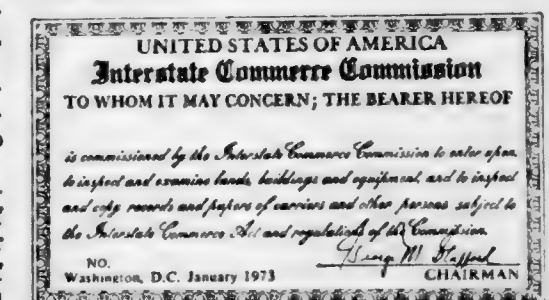 UNITED STATES OF AMERICA
Interstate Commerce Commission
TO WHOM IT MAY CONCERN; THE BEARER HEREOF
is commissioned by the Interstate Commerce Commission to enter upon,
to inspect and examine lands, buildings and equipment, and to inspect
and copy records and papers of carriers and other persons subject to
the Interstate Commerce Act and regulations of the Commission.
George M. Stafford
NO.
Washington, D.C. January 1973 CHAIRMAN